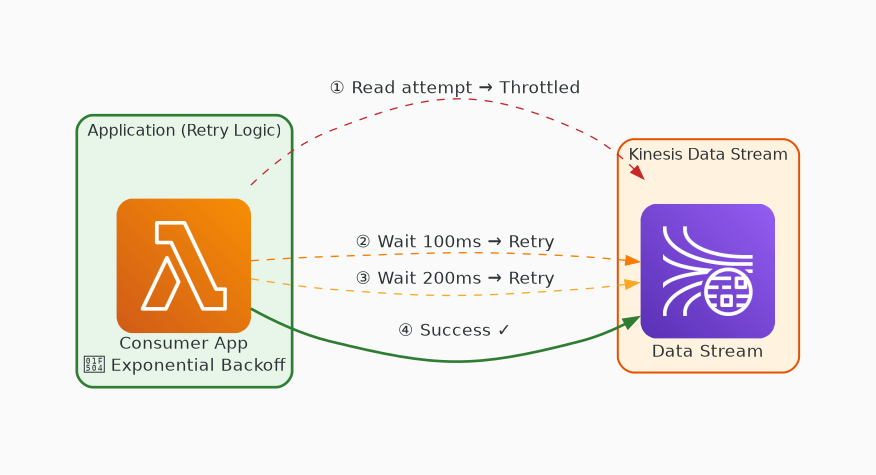 ① Read attempt → Throttled
Application (Retry Logic)
Kinesis Data Stream
② Wait 100ms → Retry
③ Wait 200ms → Retry
④ Success ✓
Consumer App
🔄 Exponential Backoff
Data Stream